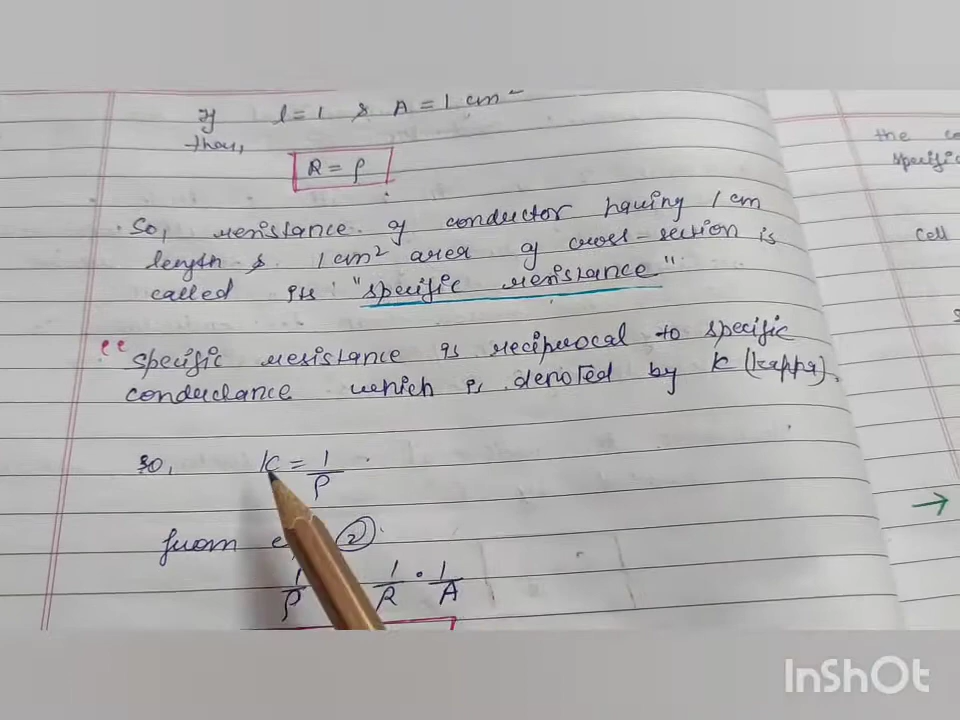 If l = 1 & A = 1 cm²
then,
R = ρ
So, resistance of conductor having 1 cm
length & 1 cm² area of cross-section is
called its "specific resistance"
Specific resistance is reciprocal to specific
conductance which is denoted by K (kappa).
So, K = 1/ρ
from e ②
1/ρ 1/R · l/A
the co
specific
cell
→
InShOt